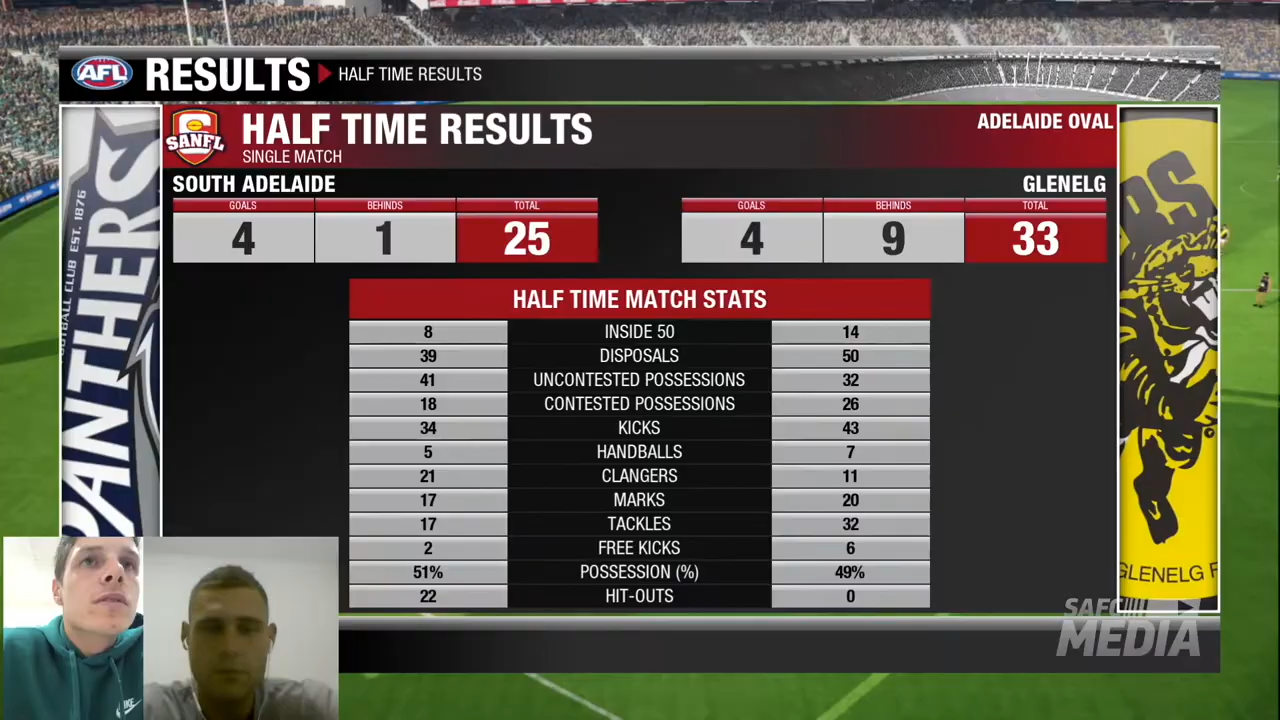 AFL RESULTS HALF TIME RESULTS
SANFL HALF TIME RESULTS ADELAIDE OVAL
SINGLE MATCH
SOUTH ADELAIDE GLENELG
GOALS BEHINDS TOTAL GOALS BEHINDS TOTAL
4 1 25 4 9 33
HALF TIME MATCH STATS
8 INSIDE 50 14
39 DISPOSALS 50
41 UNCONTESTED POSSESSIONS 32
18 CONTESTED POSSESSIONS 26
34 KICKS 43
5 HANDBALLS 7
21 CLANGERS 11
17 MARKS 20
17 TACKLES 32
2 FREE KICKS 6
51% POSSESSION (%) 49%
22 HIT-OUTS 0
PANTHERS
FOOTBALL CLUB EST. 1876
GLENELG F
SAFC
MEDIA